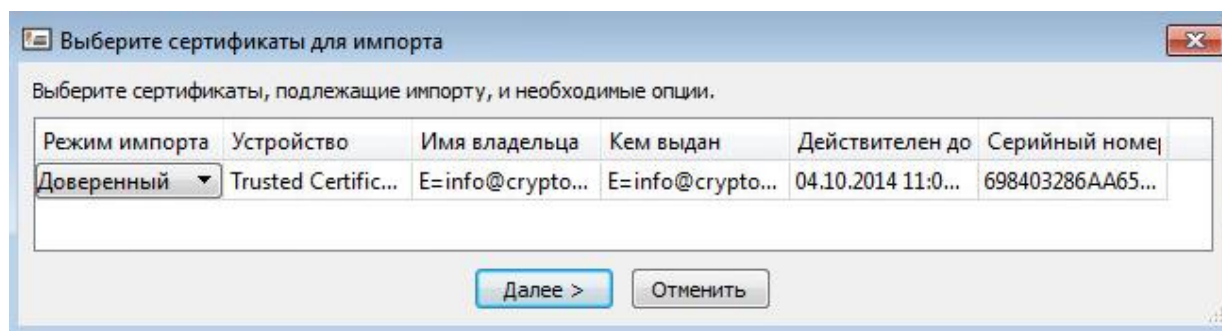 Выберите сертификаты для импорта
Выберите сертификаты, подлежащие импорту, и необходимые опции.
Режим импорта Устройство Имя владельца Кем выдан Действителен до Серийный номер
Доверенный Trusted Certific... E=info@crypto... E=info@crypto... 04.10.2014 11:0... 698403286AA65...
Далее > Отменить